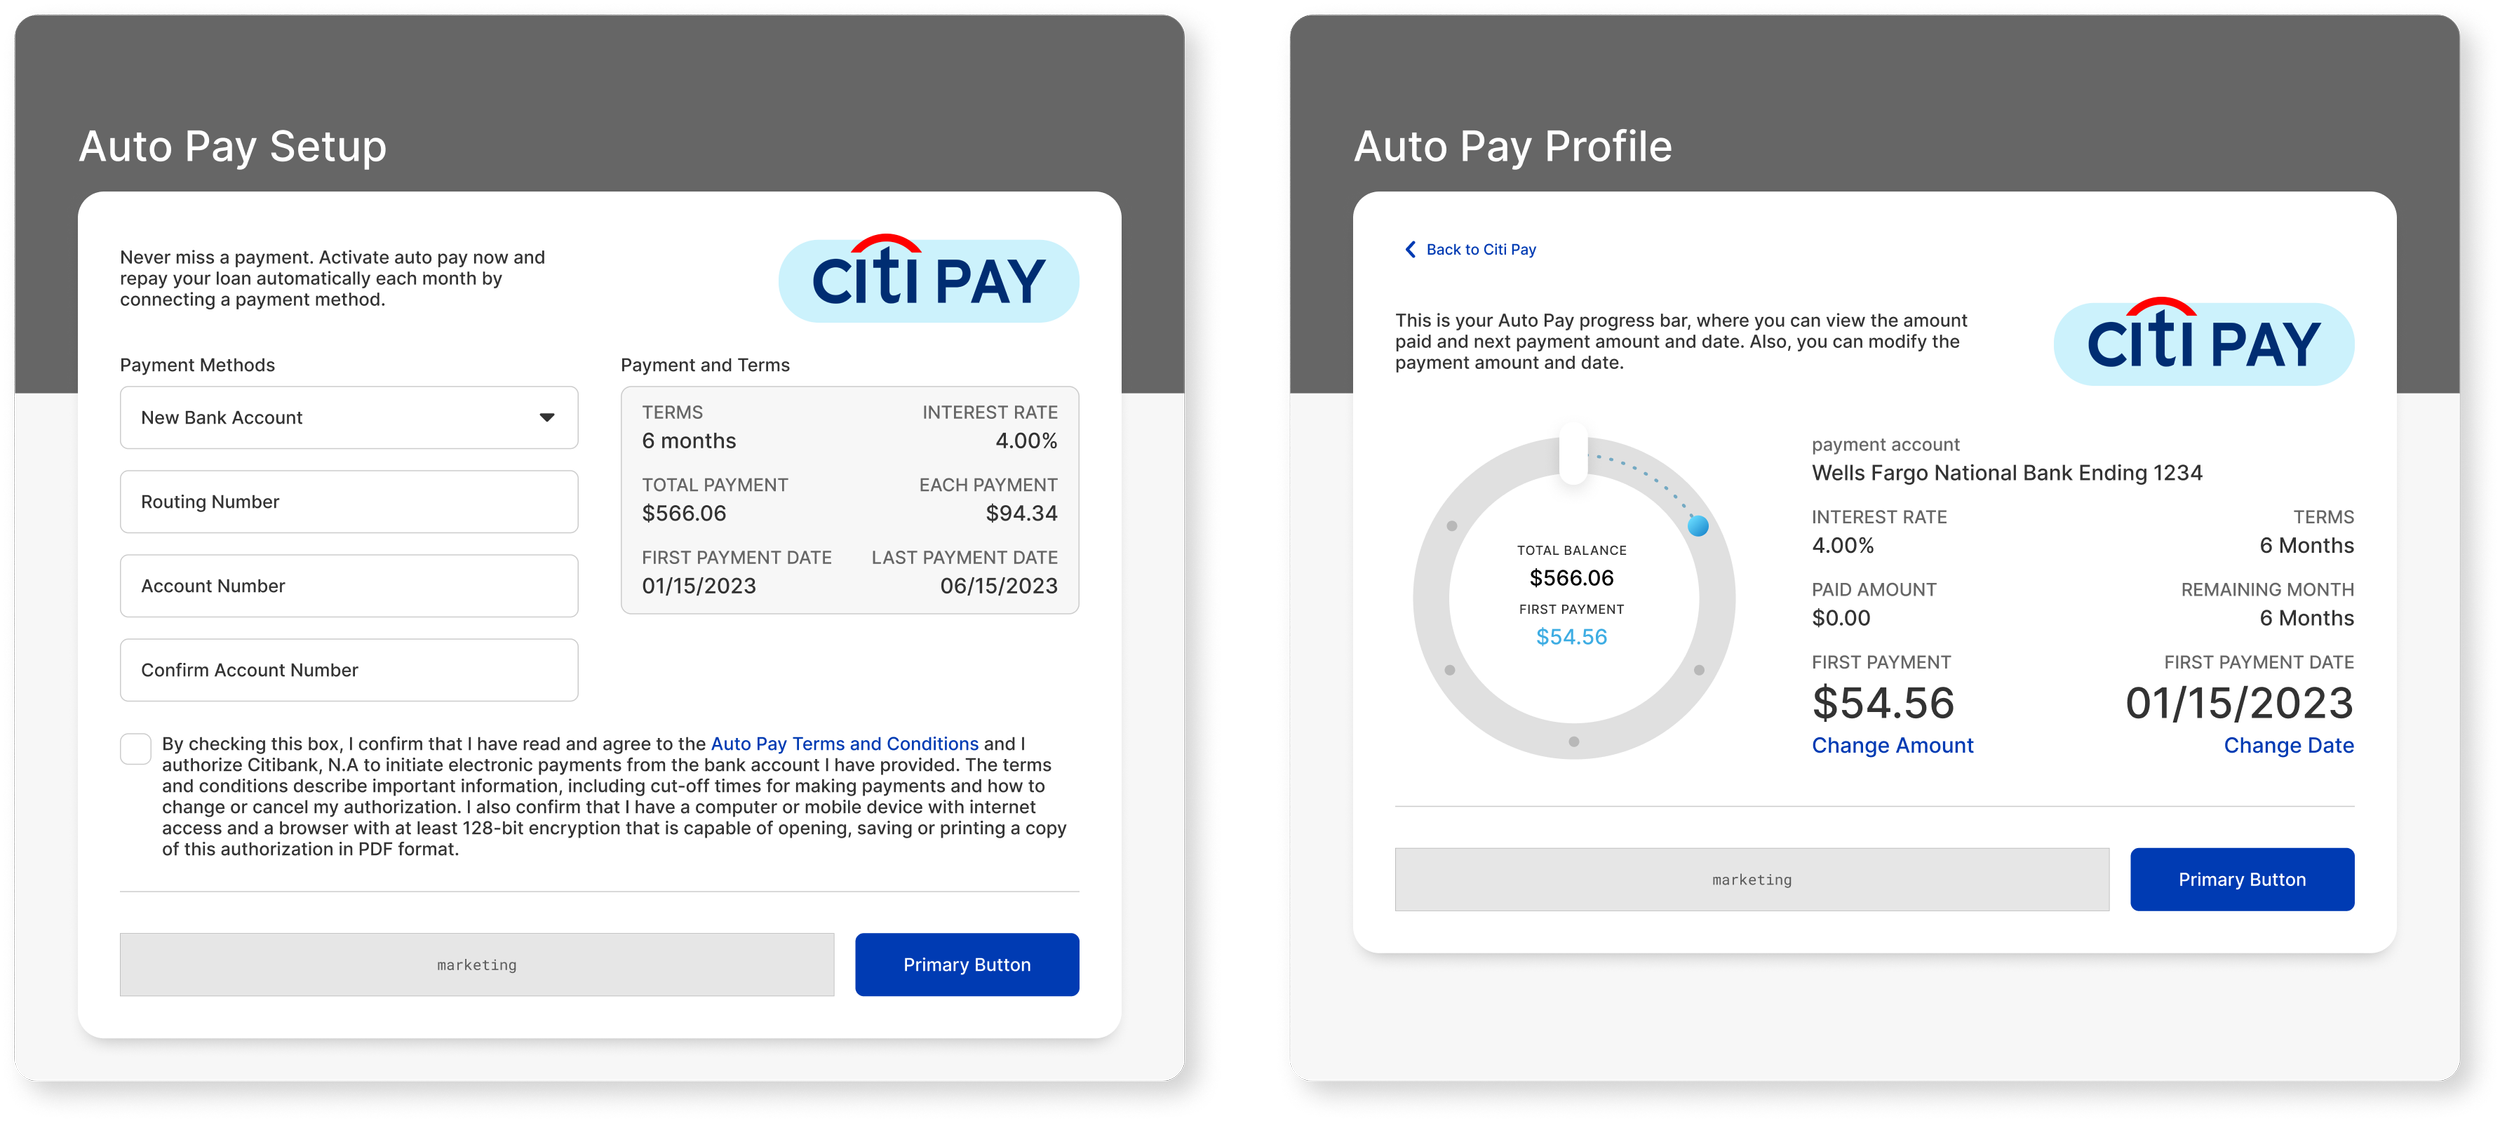 Auto Pay Setup
Never miss a payment. Activate auto pay now and
repay your loan automatically each month by
connecting a payment method.
citi PAY
Payment Methods
New Bank Account
Routing Number
Account Number
Confirm Account Number
Payment and Terms
TERMS INTEREST RATE
6 months 4.00%
TOTAL PAYMENT EACH PAYMENT
$566.06 $94.34
FIRST PAYMENT DATE LAST PAYMENT DATE
01/15/2023 06/15/2023
By checking this box, I confirm that I have read and agree to the Auto Pay Terms and Conditions and I
authorize Citibank, N.A to initiate electronic payments from the bank account I have provided. The terms
and conditions describe important information, including cut-off times for making payments and how to
change or cancel my authorization. I also confirm that I have a computer or mobile device with internet
access and a browser with at least 128-bit encryption that is capable of opening, saving or printing a copy
of this authorization in PDF format.
marketing
Primary Button
Auto Pay Profile
Back to Citi Pay
This is your Auto Pay progress bar, where you can view the amount
paid and next payment amount and date. Also, you can modify the
payment amount and date.
citi PAY
TOTAL BALANCE
$566.06
FIRST PAYMENT
$54.56
payment account
Wells Fargo National Bank Ending 1234
INTEREST RATE TERMS
4.00% 6 Months
PAID AMOUNT REMAINING MONTH
$0.00 6 Months
FIRST PAYMENT FIRST PAYMENT DATE
$54.56 01/15/2023
Change Amount Change Date
marketing
Primary Button